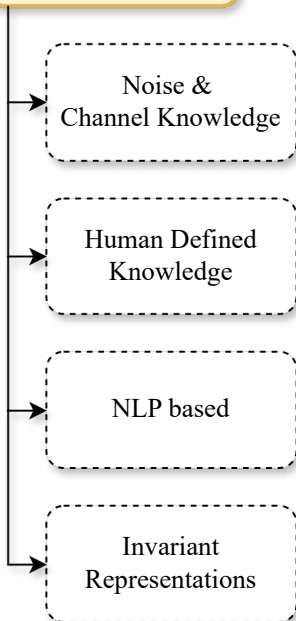 Noise &
Channel Knowledge
Human Defined
Knowledge
NLP based
Invariant
Representations